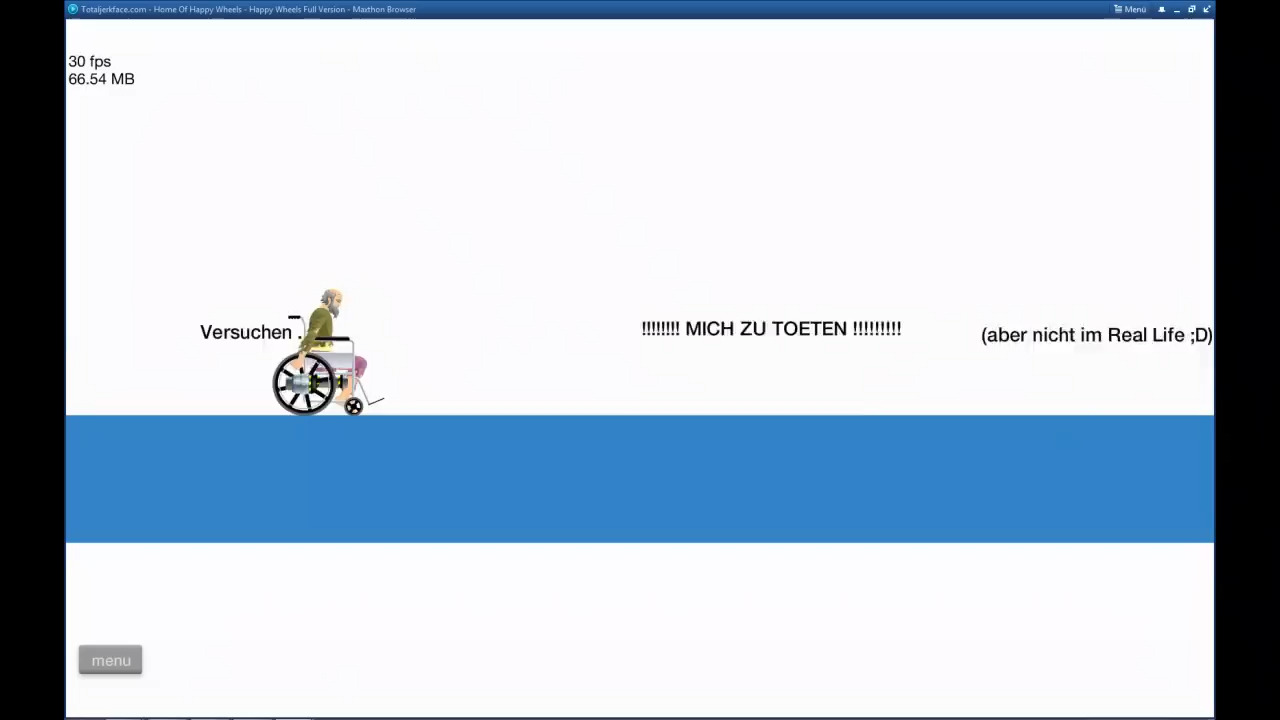 Totaljerkface.com - Home Of Happy Wheels - Happy Wheels Full Version - Maxthon Browser
Menü
30 fps
66.54 MB
Versuchen .
!!!!!!!! MICH ZU TOETEN !!!!!!!!!
(aber nicht im Real Life ;D)
menu